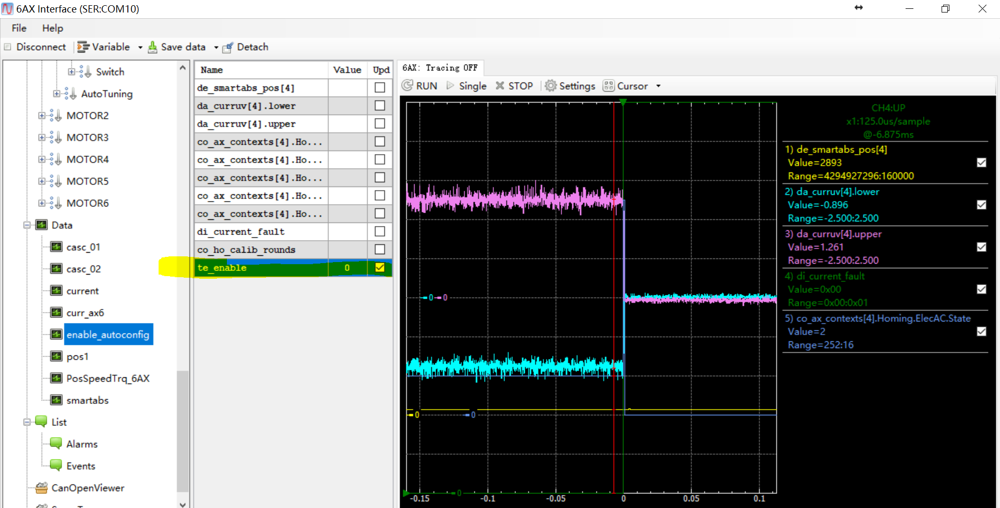 6AX Interface (SER:COM10)
File Help
Disconnect Variable Save data Detach
Switch
AutoTuning
MOTOR2
MOTOR3
MOTOR4
MOTOR5
MOTOR6
Data
casc_01
casc_02
current
curr_ax6
enable_autoconfig
pos1
PosSpeedTrq_6AX
smartabs
List
Alarms
Events
CanOpenViewer
Name Value Upd
de_smartabs_pos[4]
da_curruv[4].lower
da_curruv[4].upper
co_ax_contexts[4].Ho...
co_ax_contexts[4].Ho...
co_ax_contexts[4].Ho...
co_ax_contexts[4].Ho...
co_ax_contexts[4].Ho...
di_current_fault
co_ho_calib_rounds
te_enable 0
6AX: Tracing OFF
RUN Single STOP Settings Cursor
0 0
0 0
0
-0.15 -0.1 -0.05 0 0.05 0.1
CH4:UP
x1:125.0us/sample
@-6.875ms
1) de_smartabs_pos[4]
Value=2893
Range=4294927296:160000
2) da_curruv[4].lower
Value=-0.896
Range=-2.500:2.500
3) da_curruv[4].upper
Value=1.261
Range=-2.500:2.500
4) di_current_fault
Value=0x00
Range=0x00:0x01
5) co_ax_contexts[4].Homing.ElecAC.State
Value=2
Range=252:16